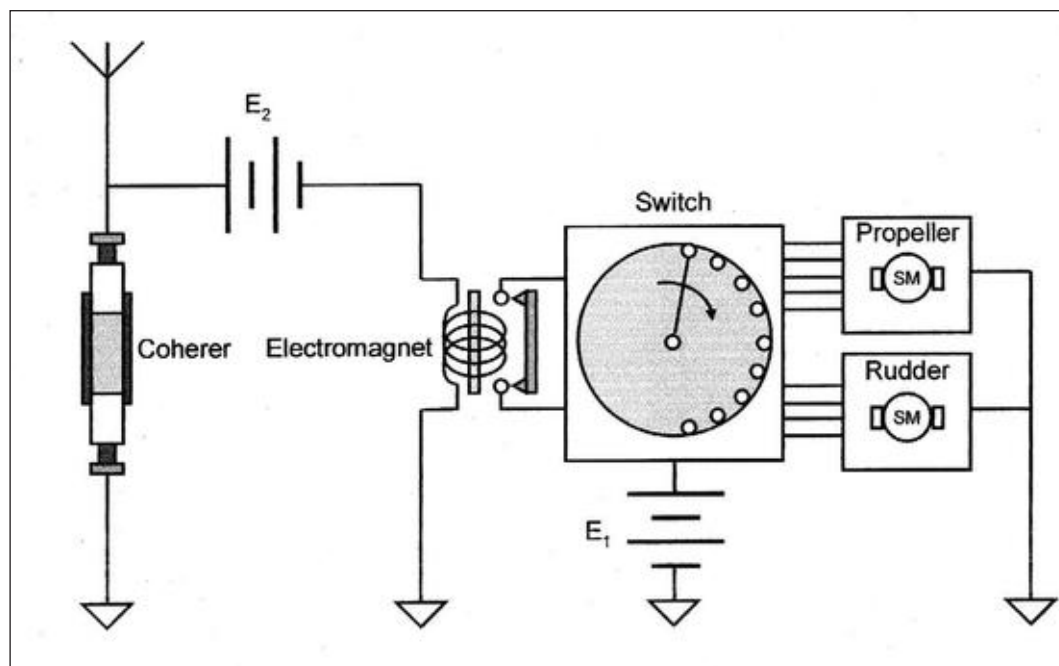 E₂
Switch
Propeller
SM
Coherer
Electromagnet
Rudder
SM
E₁